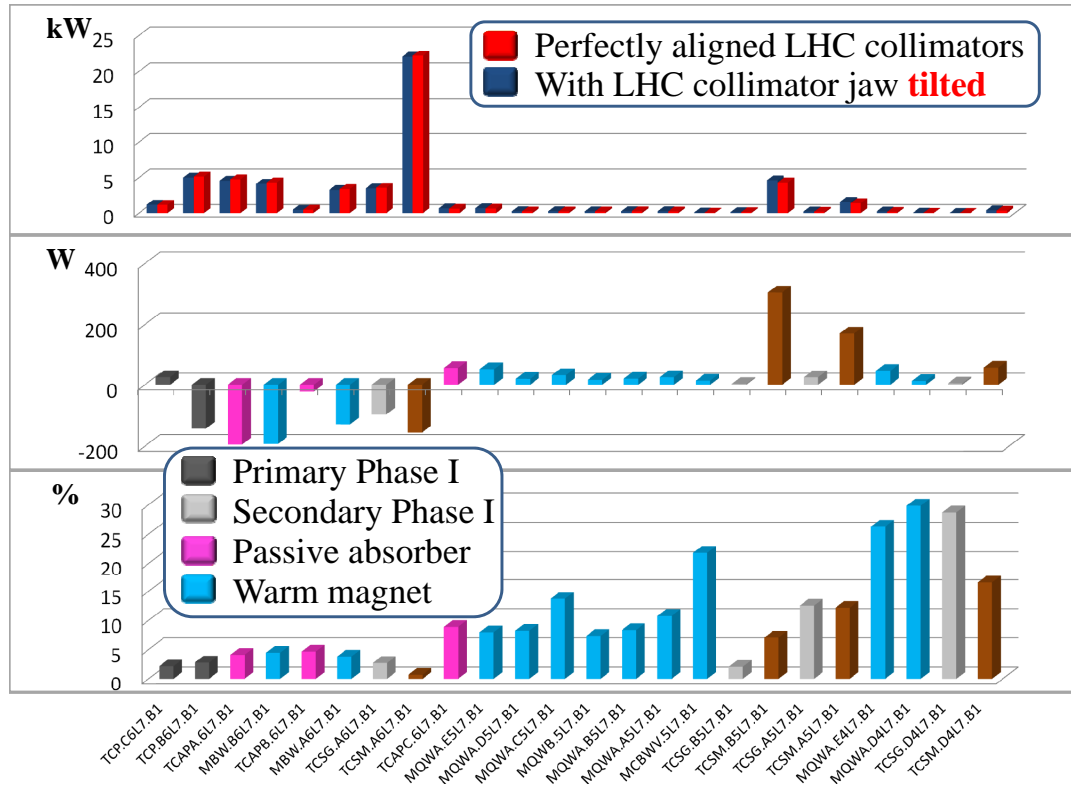 kW
25
20
15
10
5
0
Perfectly aligned LHC collimators
With LHC collimator jaw tilted
W
400
200
0
-200
Primary Phase I
Secondary Phase I
Passive absorber
Warm magnet
%
30
25
20
15
10
5
0
TCP.C6L7.B1
TCP.B6L7.B1
TCAPA.6L7.B1
MBW.B6L7.B1
TCAPB.6L7.B1
MBW.A6L7.B1
TCSG.A6L7.B1
TCSM.A6L7.B1
TCAPC.6L7.B1
MQWA.E5L7.B1
MQWA.D5L7.B1
MQWA.C5L7.B1
MQWB.5L7.B1
MQWA.B5L7.B1
MQWA.A5L7.B1
MCBWV.5L7.B1
TCSG.B5L7.B1
TCSM.B5L7.B1
TCSG.A5L7.B1
TCSM.A5L7.B1
MQWA.E4L7.B1
MQWA.D4L7.B1
TCSG.D4L7.B1
TCSM.D4L7.B1